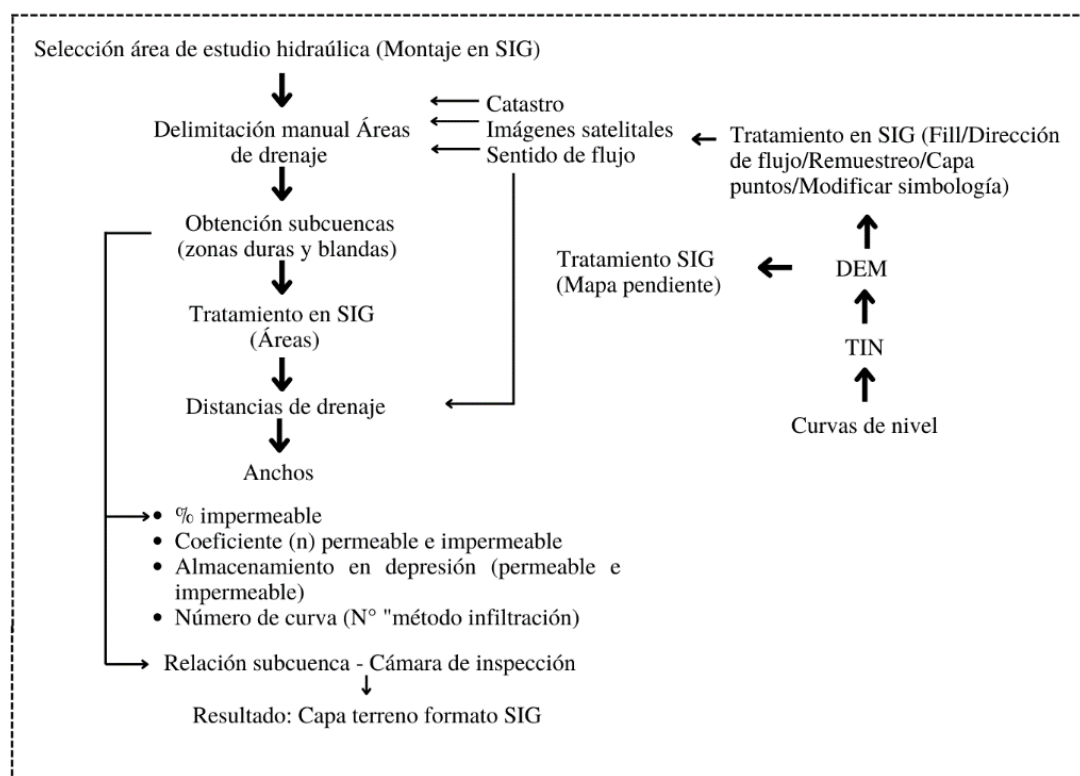 Selección área de estudio hidraúlica (Montaje en SIG)
Delimitación manual Áreas
de drenaje
Catastro
Imágenes satelitales
Sentido de flujo
Tratamiento en SIG (Fill/Dirección
de flujo/Remuestreo/Capa
puntos/Modificar simbología)
Obtención subcuencas
(zonas duras y blandas)
Tratamiento SIG
(Mapa pendiente)
DEM
Tratamiento en SIG
(Áreas)
TIN
Distancias de drenaje
Curvas de nivel
Anchos
• % impermeable
• Coeficiente (n) permeable e impermeable
• Almacenamiento en depresión (permeable e
impermeable)
• Número de curva (N° "método infiltración)
Relación subcuenca - Cámara de inspección
Resultado: Capa terreno formato SIG